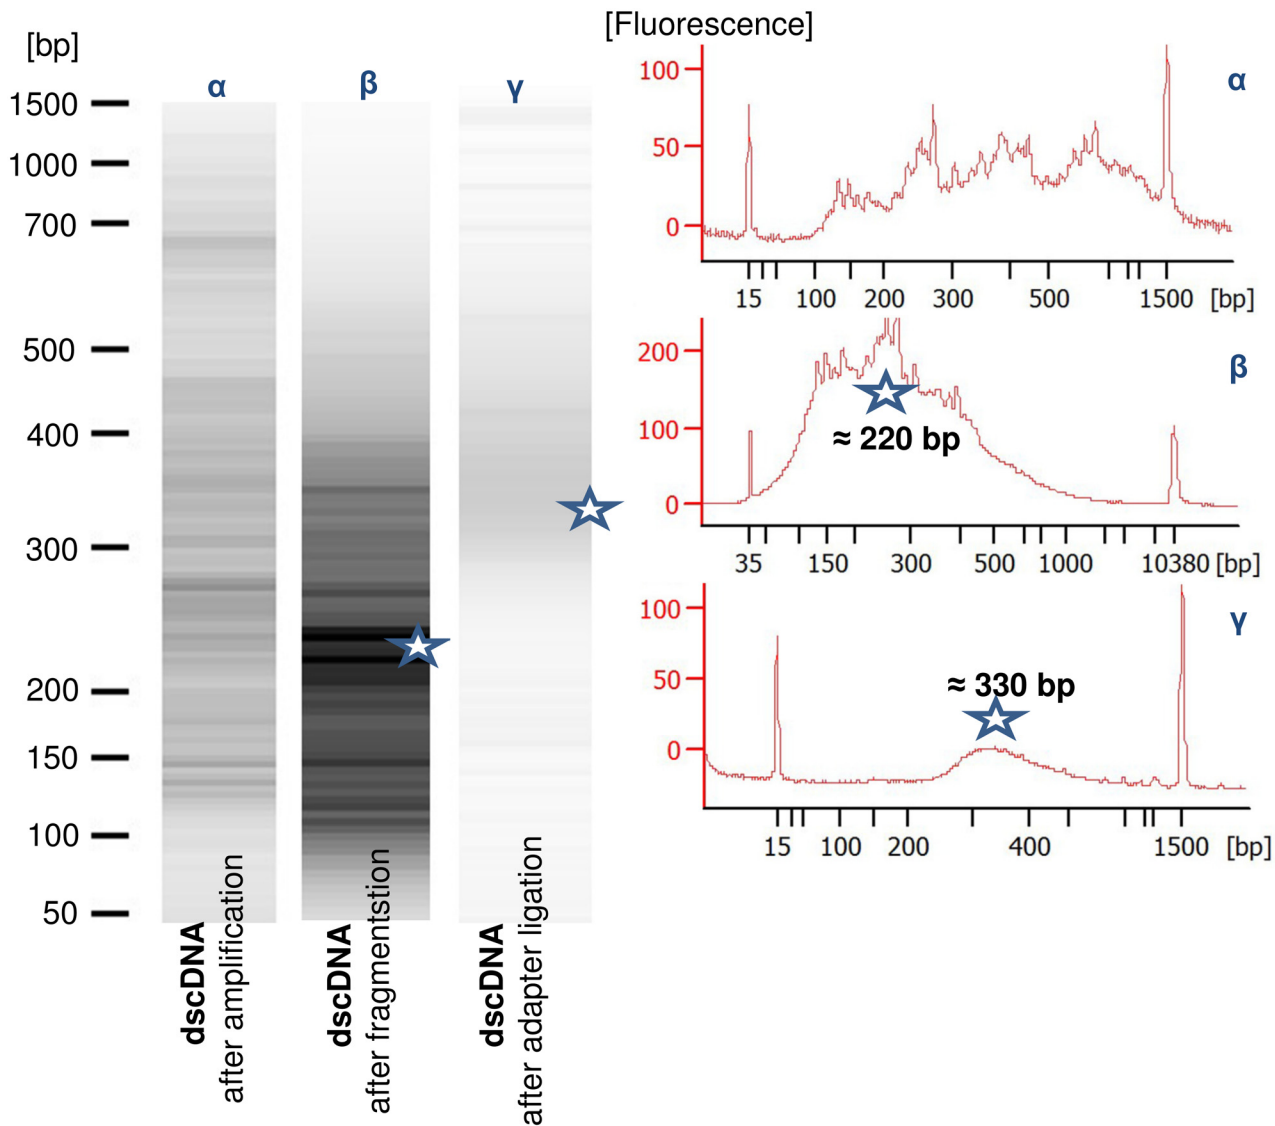 [bp]
α
β
γ
1500
1000
700
500
400
300
200
150
100
50
dscDNA
after amplification
dscDNA
after fragmentstion
dscDNA
after adapter ligation
[Fluorescence]
α
100
50
0
15 100 200 300 500 1500 [bp]
β
200
100
0
≈ 220 bp
35 150 300 500 1000 10380 [bp]
γ
100
50
0
≈ 330 bp
15 100 200 400 1500 [bp]